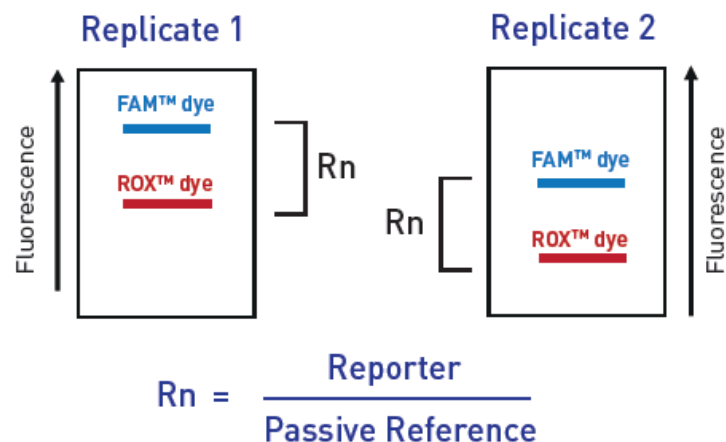 Replicate 1
Replicate 2
Fluorescence
FAM™ dye
ROX™ dye
Rn
Rn
FAM™ dye
ROX™ dye
Fluorescence
Rn = Reporter
Passive Reference